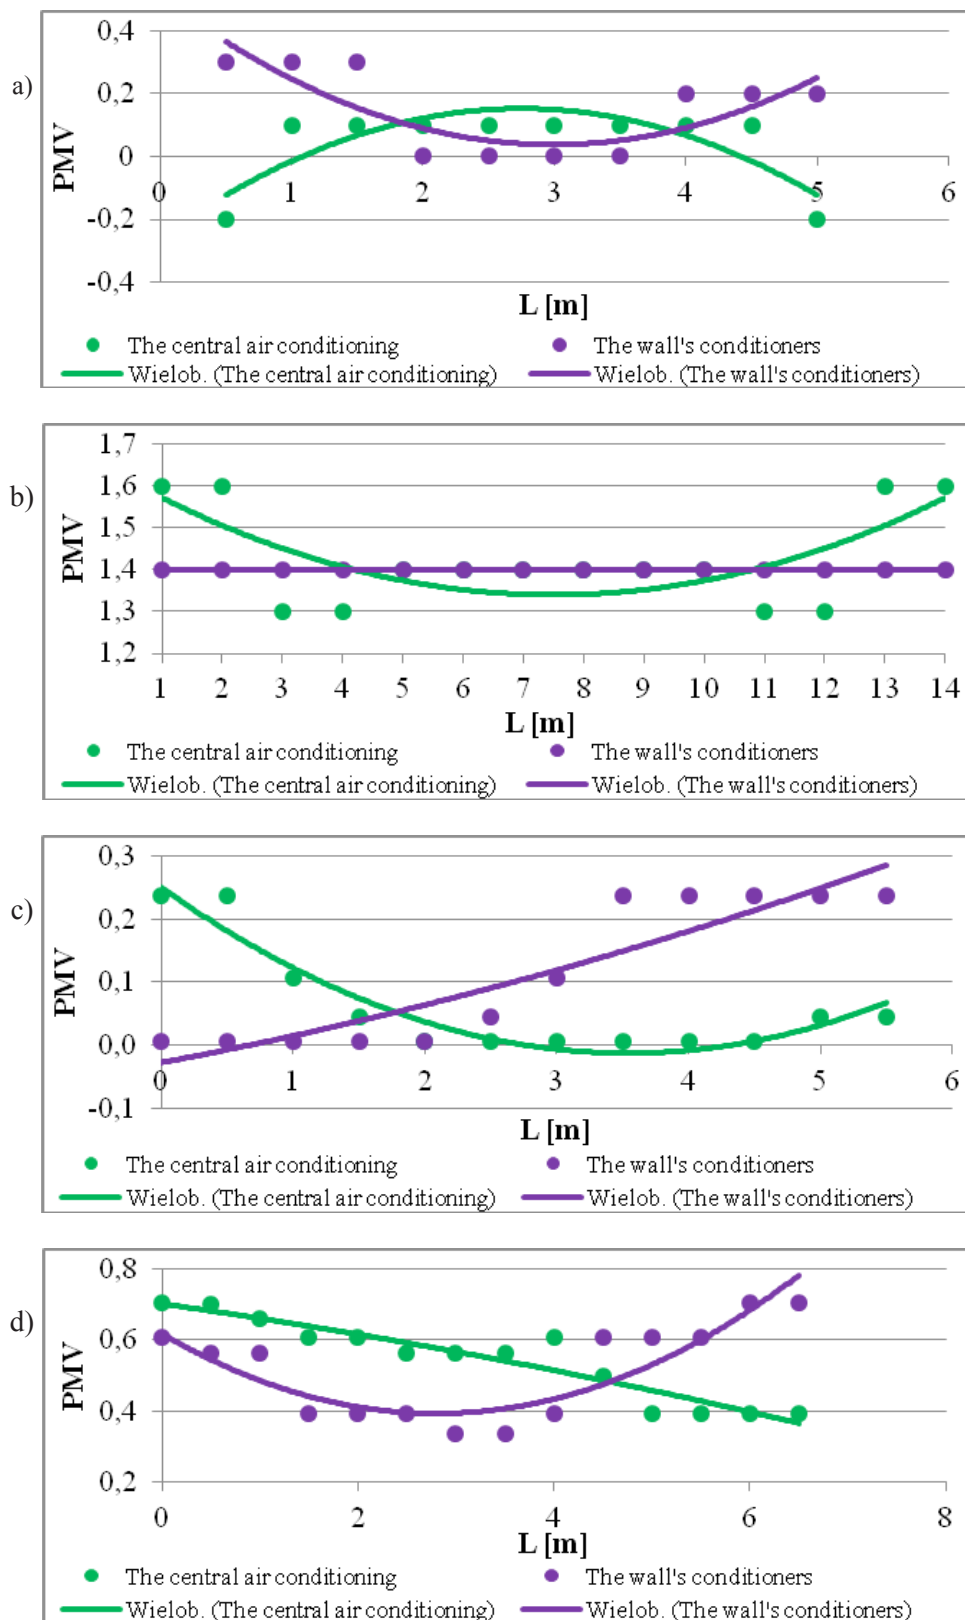 a)
0,4
0,2
0
-0,2
-0,4
PMV
0 1 2 3 4 5 6
L [m]
The central air conditioning The wall's conditioners
Wielob. (The central air conditioning) Wielob. (The wall's conditioners)
b)
1,7
1,6
1,5
1,4
1,3
1,2
PMV
1 2 3 4 5 6 7 8 9 10 11 12 13 14
L [m]
The central air conditioning The wall's conditioners
Wielob. (The central air conditioning) Wielob. (The wall's conditioners)
c)
0,3
0,2
0,1
0,0
-0,1
PMV
0 1 2 3 4 5 6
L [m]
The central air conditioning The wall's conditioners
Wielob. (The central air conditioning) Wielob. (The wall's conditioners)
d)
0,8
0,6
0,4
0,2
PMV
0 2 4 6 8
L [m]
The central air conditioning The wall's conditioners
Wielob. (The central air conditioning) Wielob. (The wall's conditioners)